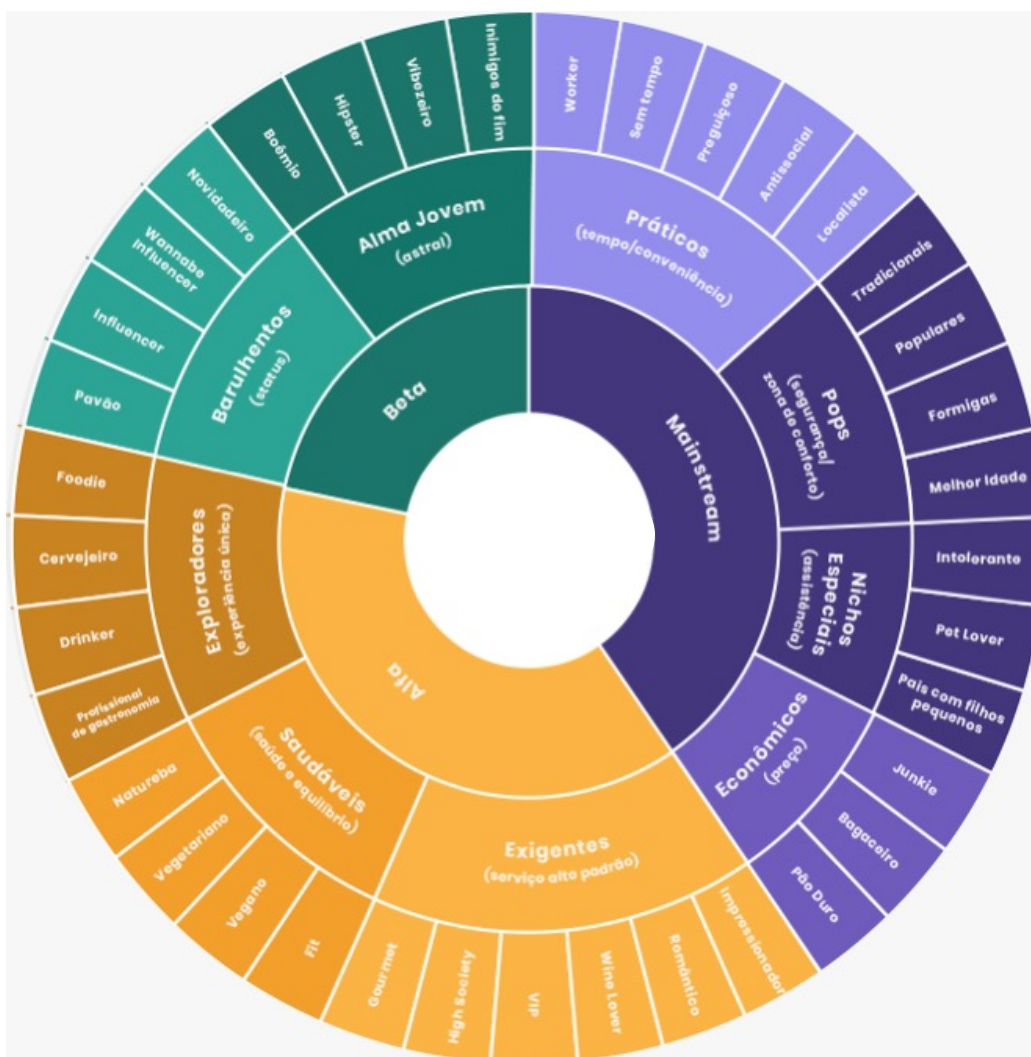 Mainstream
Práticos
(tempo/conveniência)
Worker
Sem tempo
Preguiçoso
Antissocial
Localista
Pops
(segurança/
zona de conforto)
Tradicionais
Populares
Formigas
Melhor Idade
Nichos
Especiais
(assistência)
Intolerante
Pet Lover
Pais com filhos
pequenos
Econômicos
(preço)
Junkie
Bagaceiro
Pão Duro
Alfa
Exigentes
(serviço alto padrão)
Impressionador
Romântico
Wine Lover
VIP
High Society
Gourmet
Saudáveis
(saúde e equilíbrio)
Fit
Vegano
Vegetariano
Natureba
Exploradores
(experiência única)
Profissional
de gastronomia
Drinker
Cervejeiro
Foodie
Beta
Barulhentos
(status)
Pavão
Influencer
Wannabe
Influencer
Novidadeiro
Alma Jovem
(astral)
Boêmio
Hipster
Vibezeiro
Inimigos do fim